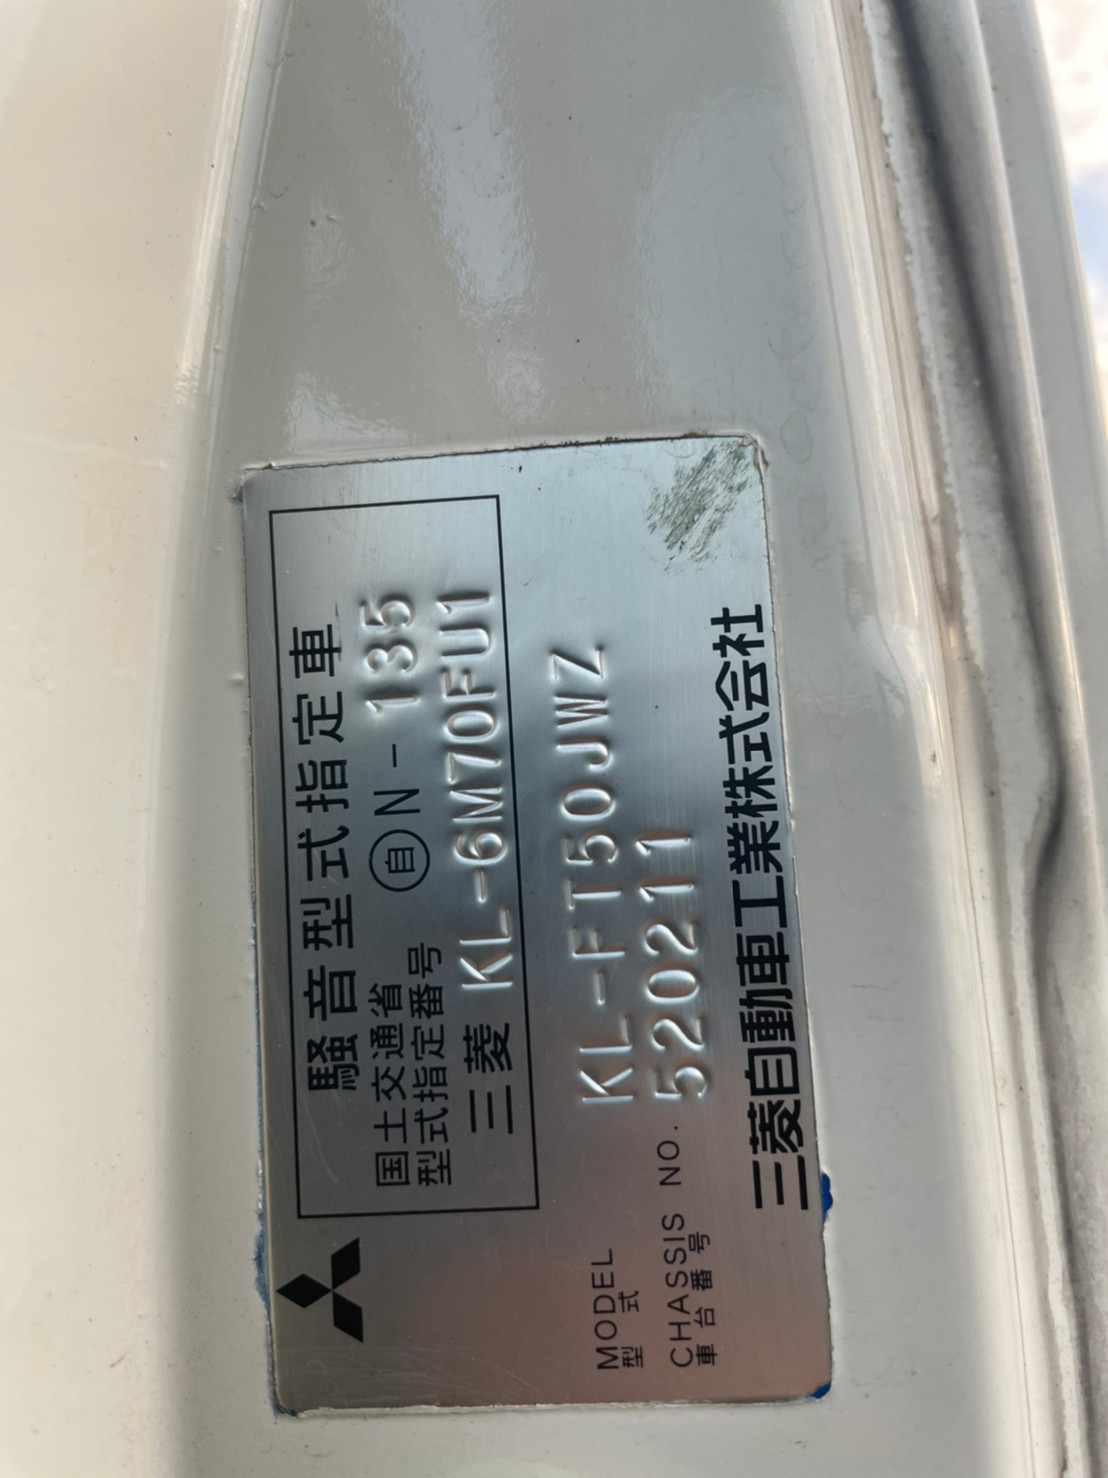 騒音型式指定車
国土交通省
型式指定番号 自 N - 135
三菱 KL-6M70FU1
MODEL
型式 KL-FT50JWZ
CHASSIS NO. 520211
車台番号
三菱自動車工業株式会社